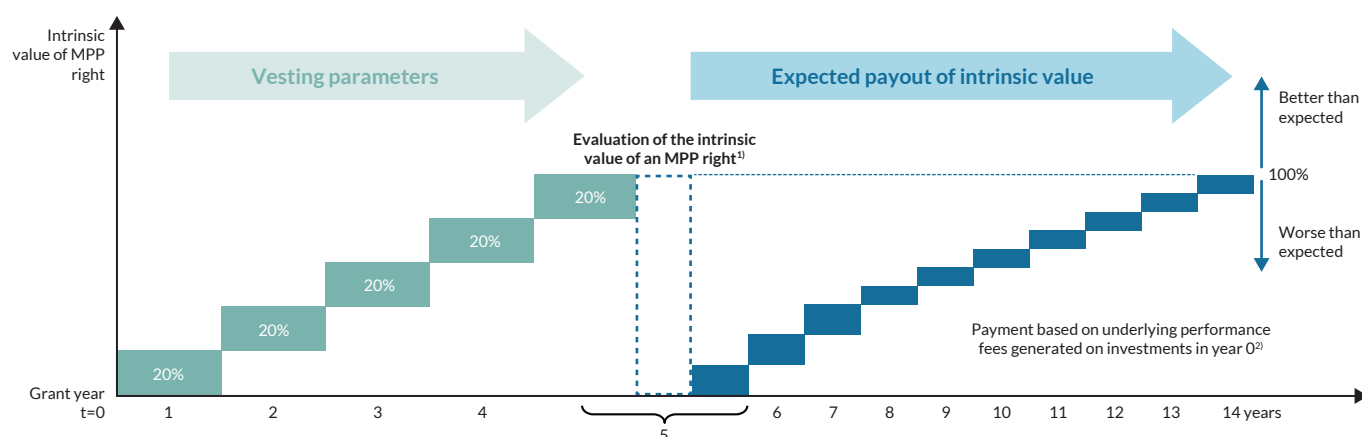 Intrinsic
value of MPP
right
Vesting parameters
Expected payout of intrinsic value
Better than
expected
Evaluation of the intrinsic
value of an MPP right1)
100%
20%
20%
20%
20%
20%
Worse than
expected
Payment based on underlying performance
fees generated on investments in year 02)
Grant year
t=0
1 2 3 4 5 6 7 8 9 10 11 12 13 14 years